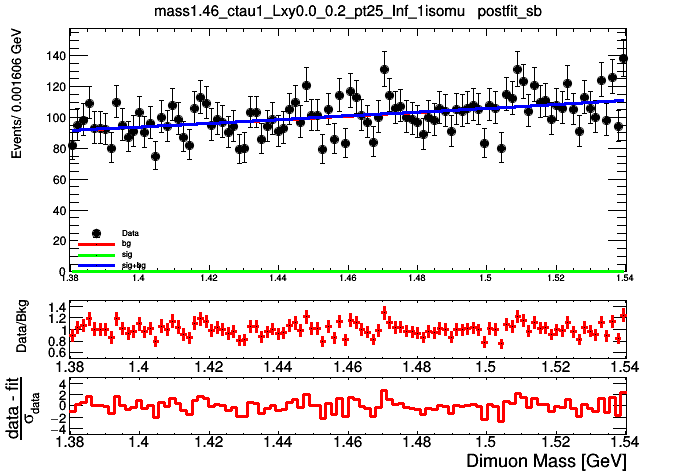 mass1.46_ctau1_Lxy0.0_0.2_pt25_Inf_1isomu postfit_sb
Events/ 0.001606 GeV
140
120
100
80
60
40
20
0
Data
bg
sig
sig+bg
1.38 1.4 1.42 1.44 1.46 1.48 1.5 1.52 1.54
Data/Bkg
1.4
1.2
1
0.8
0.6
1.38 1.4 1.42 1.44 1.46 1.48 1.5 1.52 1.54
data - fit
σdata
4
2
0
−2
−4
1.38 1.4 1.42 1.44 1.46 1.48 1.5 1.52 1.54
Dimuon Mass [GeV]